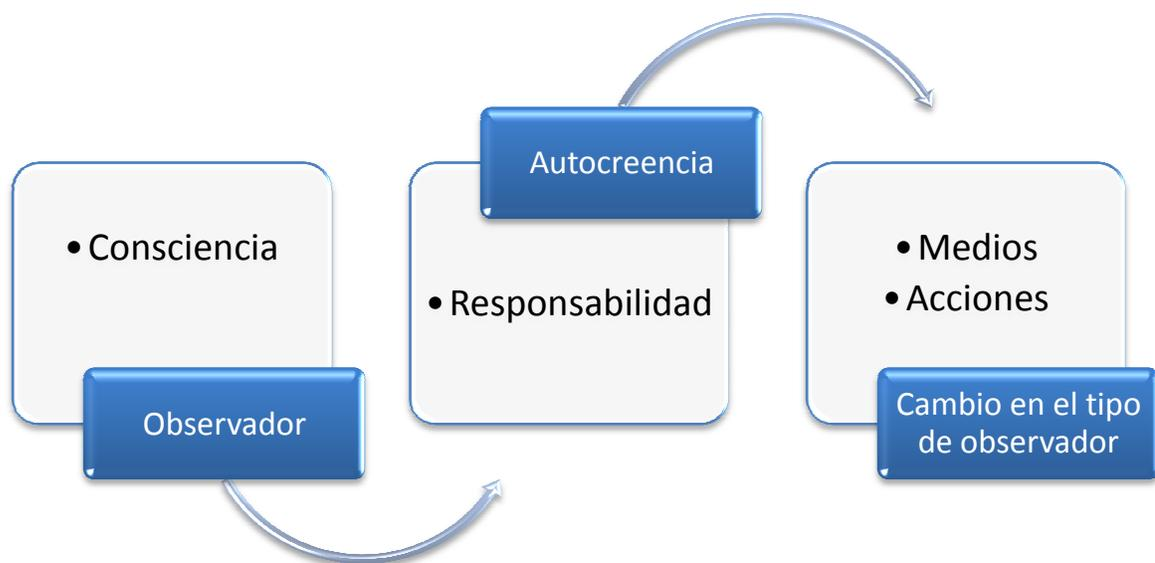 • Consciencia
Observador
Autocreencia
• Responsabilidad
• Medios
• Acciones
Cambio en el tipo
de observador